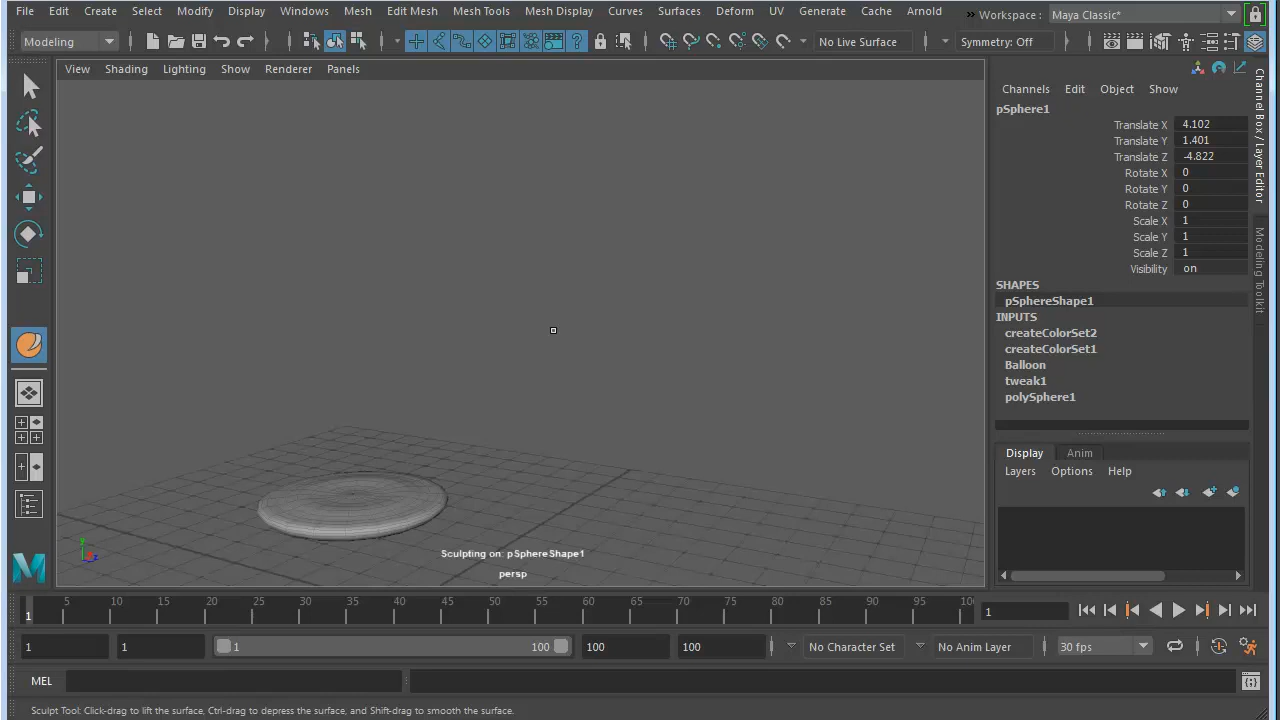 File Edit Create Select Modify Display Windows Mesh Edit Mesh Mesh Tools Mesh Display Curves Surfaces Deform UV Generate Cache Arnold » Workspace : Maya Classic*
Modeling No Live Surface Symmetry: Off
View Shading Lighting Show Renderer Panels
Channels Edit Object Show
pSphere1
Translate X 4.102
Translate Y 1.401
Translate Z -4.822
Rotate X 0
Rotate Y 0
Rotate Z 0
Scale X 1
Scale Y 1
Scale Z 1
Visibility on
SHAPES
pSphereShape1
INPUTS
createColorSet2
createColorSet1
Balloon
tweak1
polySphere1
Channel Box / Layer Editor
Modeling Toolkit
Display Anim
Layers Options Help
Sculpting on: pSphereShape1
persp
y
z
1 5 10 15 20 25 30 35 40 45 50 55 60 65 70 75 80 85 90 95 100 1
1 1 1 100 100 100 No Character Set No Anim Layer 30 fps
MEL
Sculpt Tool: Click-drag to lift the surface, Ctrl-drag to depress the surface, and Shift-drag to smooth the surface.